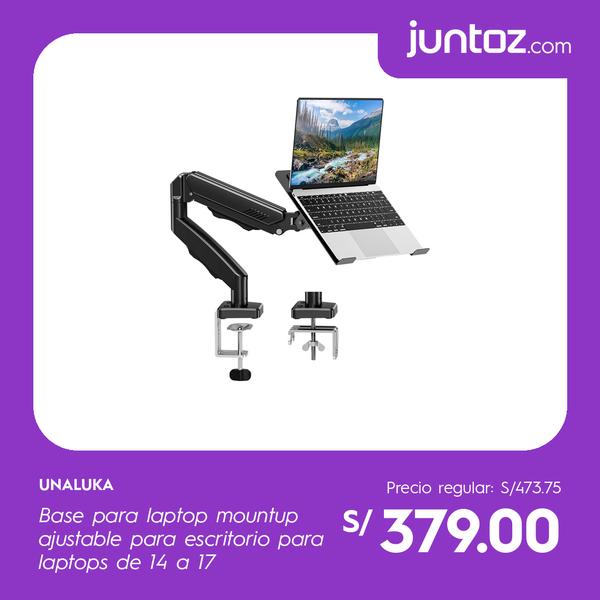 juntoz.com
UNALUKA
Base para laptop mountup
ajustable para escritorio para
laptops de 14 a 17
Precio regular: S/473.75
S/ 379.00